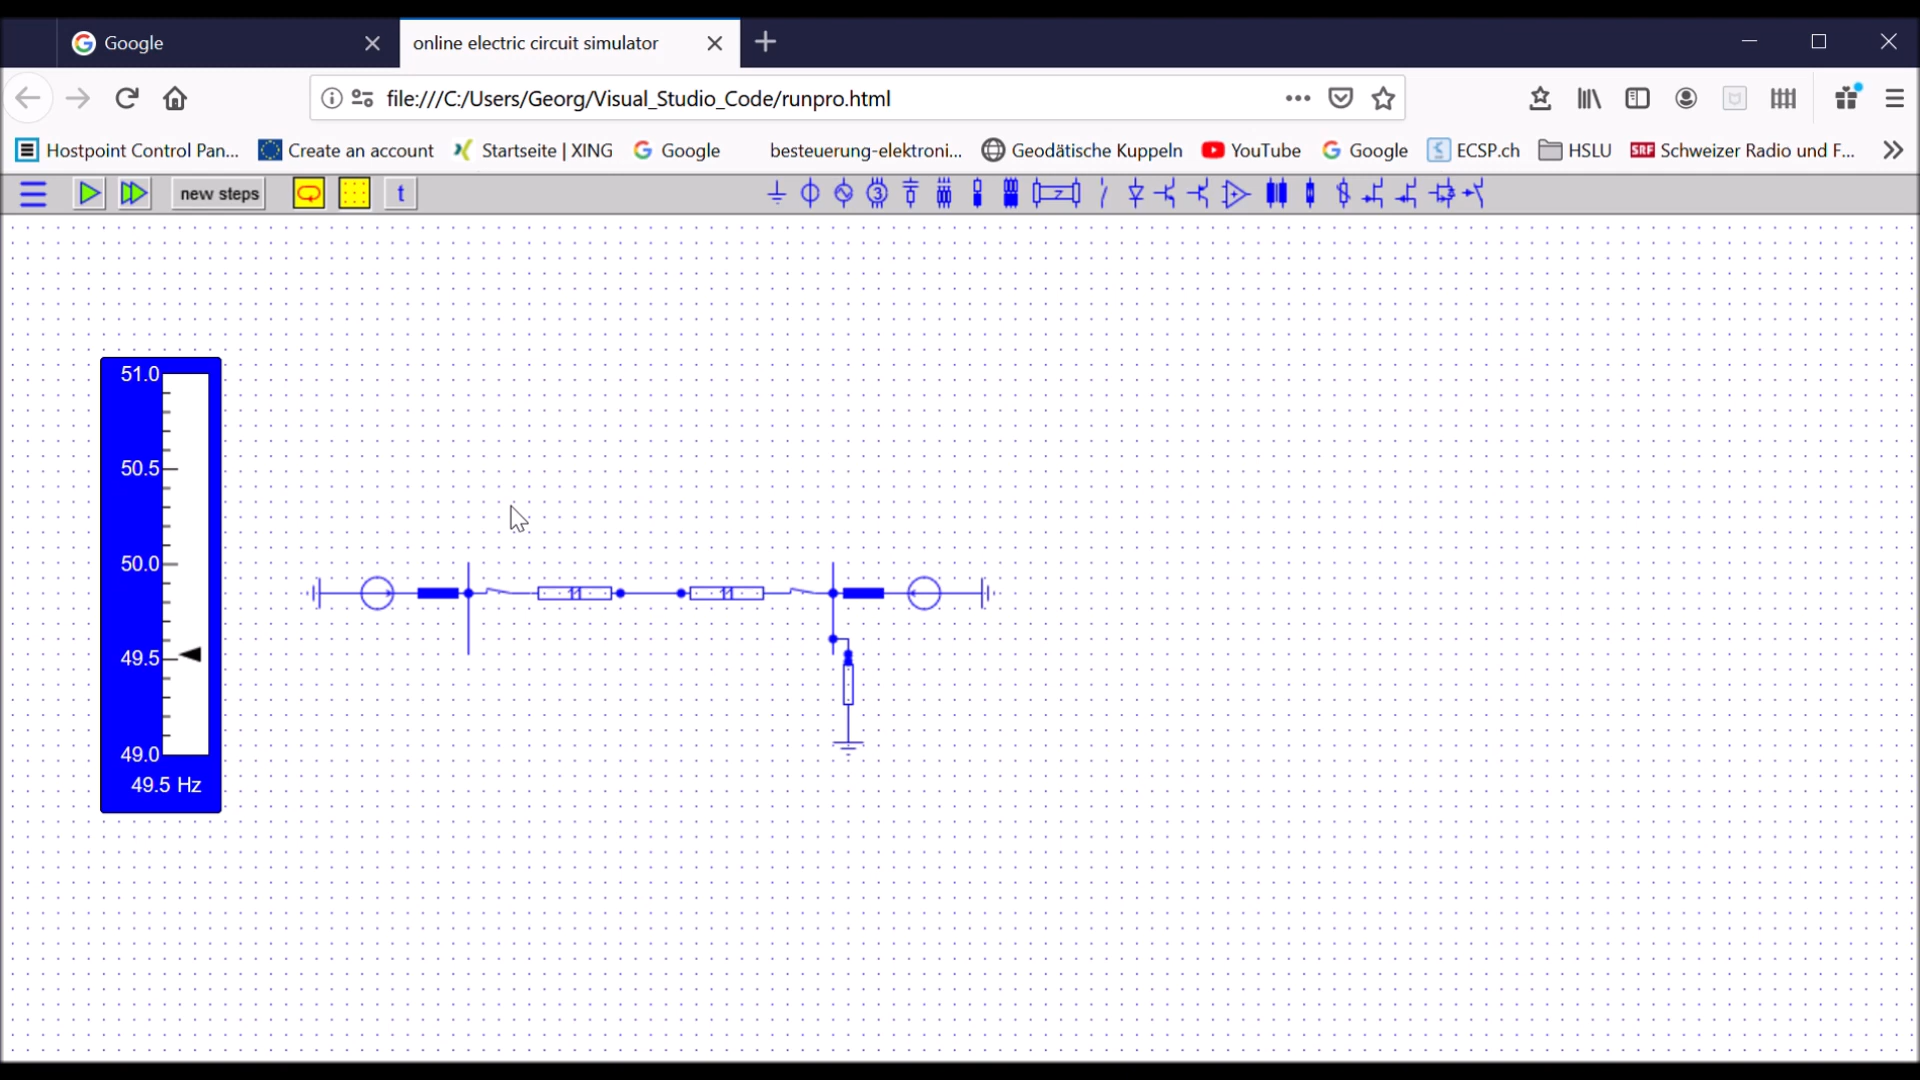 Google
online electric circuit simulator
file:///C:/Users/Georg/Visual_Studio_Code/runpro.html
Hostpoint Control Pan... Create an account Startseite | XING Google besteuerung-elektroni... Geodätische Kuppeln YouTube Google ECSP.ch HSLU SRF Schweizer Radio und F...
new steps t 3 Z
51.0
50.5
50.0
49.5
49.0
49.5 Hz